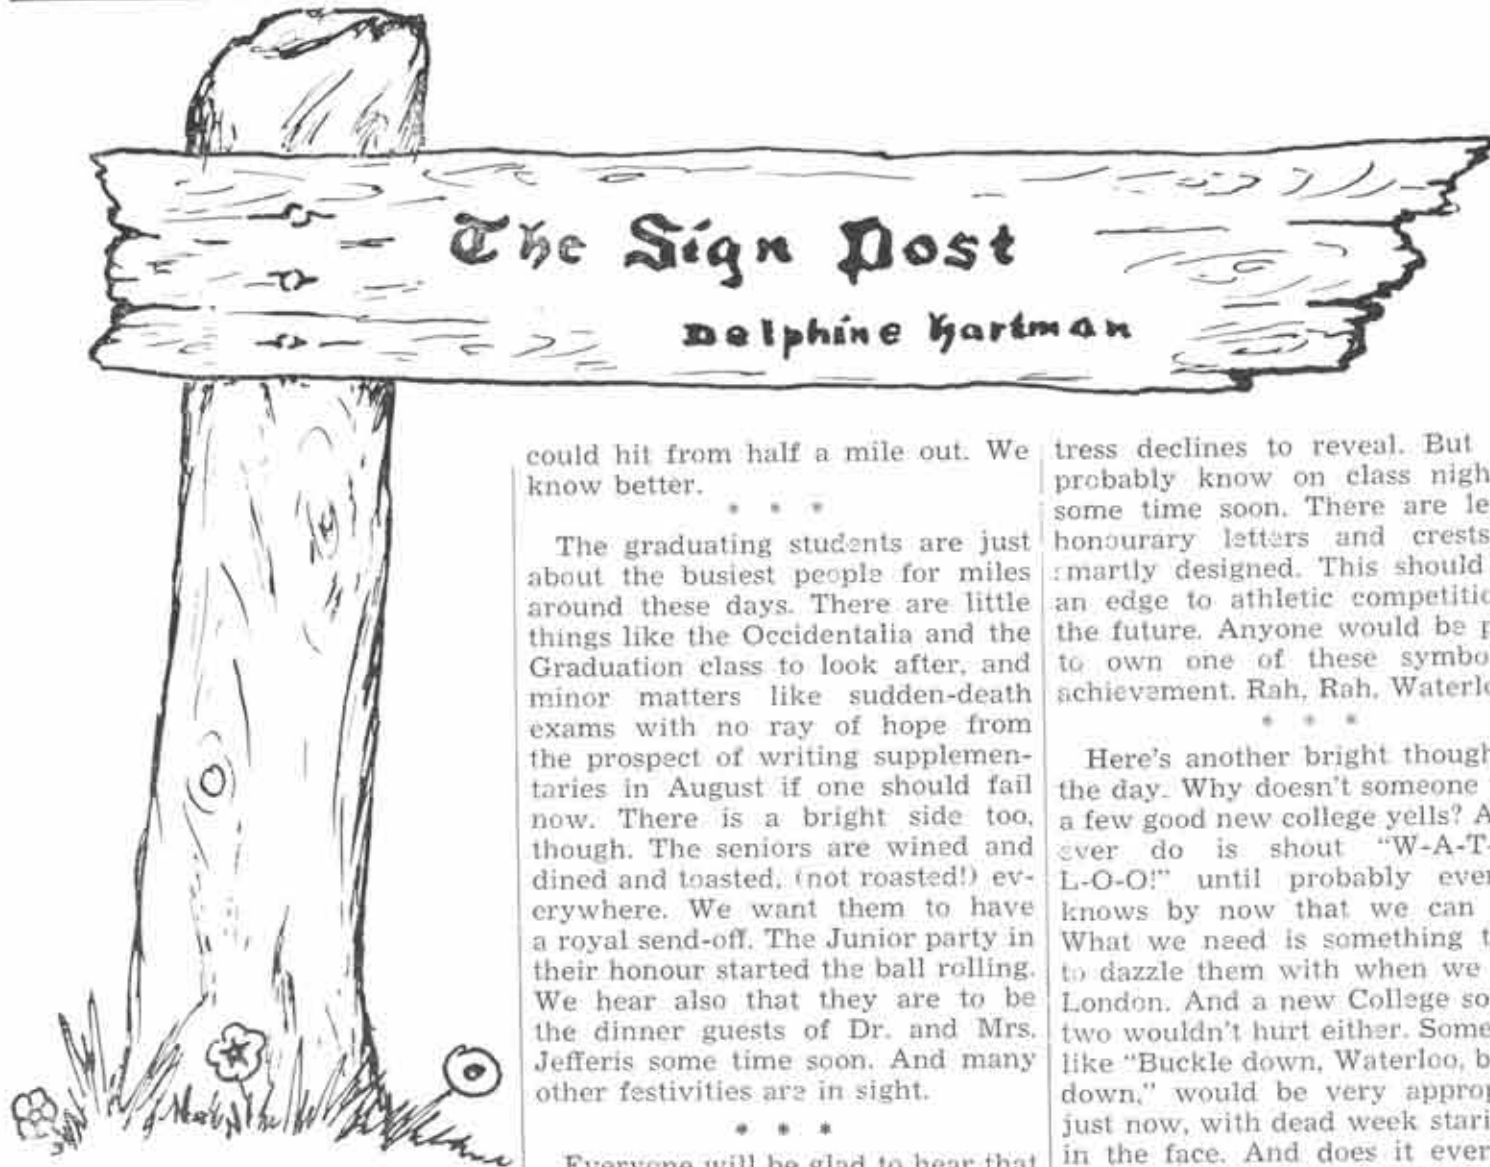 The Sign Post
Delphine Hartman
could hit from half a mile out. We
know better.
* * *
The graduating students are just
about the busiest people for miles
around these days. There are little
things like the Occidentalia and the
Graduation class to look after, and
minor matters like sudden-death
exams with no ray of hope from
the prospect of writing supplemen-
taries in August if one should fail
now. There is a bright side too,
though. The seniors are wined and
dined and toasted, (not roasted!) ev-
erywhere. We want them to have
a royal send-off. The Junior party in
their honour started the ball rolling.
We hear also that they are to be
the dinner guests of Dr. and Mrs.
Jefferis some time soon. And many
other festivities are in sight.
* * *
Everyone will be glad to hear that
tress declines to reveal. But
probably know on class nigh
some time soon. There are le
honourary letters and crests
smartly designed. This should
an edge to athletic competitio
the future. Anyone would be p
to own one of these symbo
achievement. Rah, Rah, Waterlo
* * *
Here's another bright though
the day. Why doesn't someone
a few good new college yells? A
ever do is shout "W-A-T-
L-O-O!" until probably ever
knows by now that we can
What we need is something t
to dazzle them with when we
London. And a new College so
two wouldn't hurt either. Some
like "Buckle down, Waterloo, b
down," would be very approp
just now, with dead week stari
in the face. And does it ever